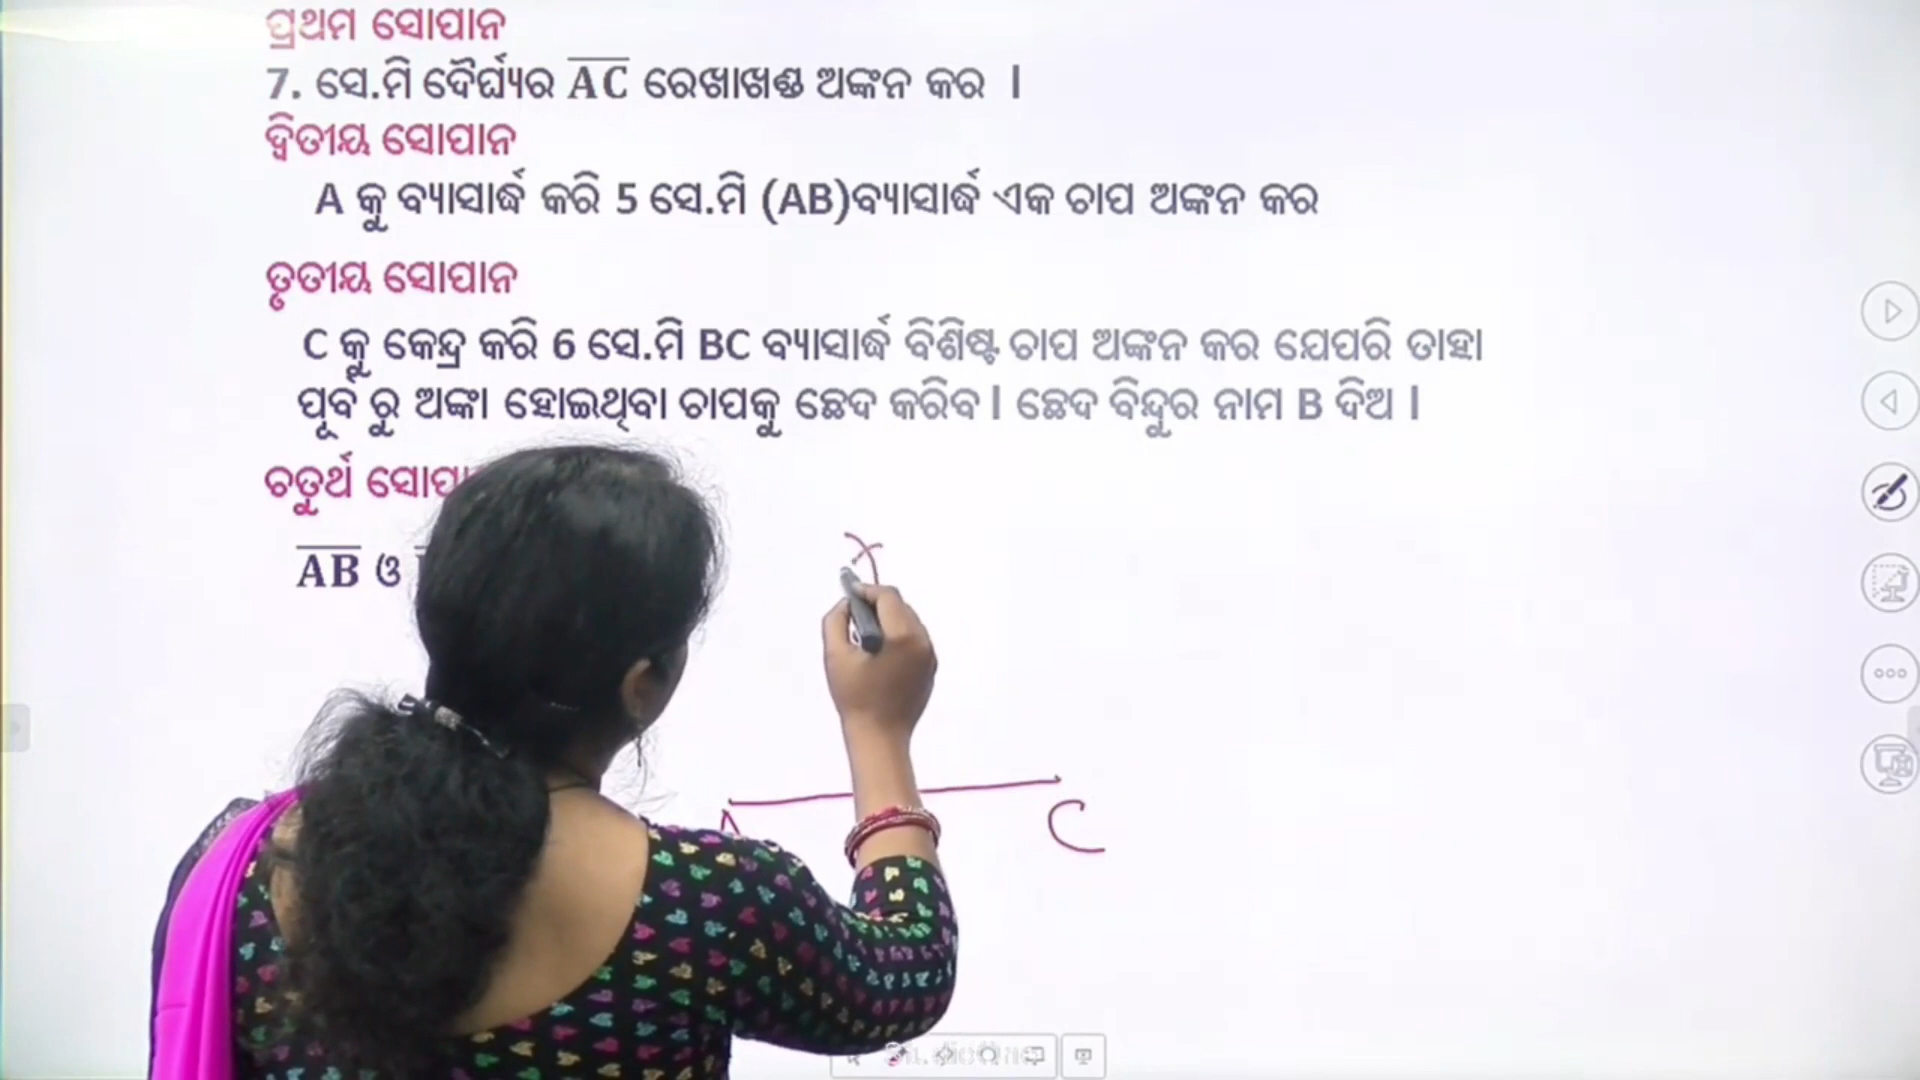 ପ୍ରଥମ ସୋପାନ
7. ସେ.ମି ଦୈର୍ଘ୍ୟର AC ରେଖାଖଣ୍ଡ ଅଙ୍କନ କର ।
ଦ୍ୱିତୀୟ ସୋପାନ
A କୁ ବ୍ୟାସାର୍ଦ୍ଧ କରି 5 ସେ.ମି (AB)ବ୍ୟାସାର୍ଦ୍ଧ ଏକ ଚାପ ଅଙ୍କନ କର
ତୃତୀୟ ସୋପାନ
C କୁ କେନ୍ଦ୍ର କରି 6 ସେ.ମି BC ବ୍ୟାସାର୍ଦ୍ଧ ବିଶିଷ୍ଟ ଚାପ ଅଙ୍କନ କର ଯେପରି ତାହା
ପୂର୍ବ ରୁ ଅଙ୍କା ହୋଇଥିବା ଚାପକୁ ଛେଦ କରିବ । ଛେଦ ବିନ୍ଦୁର ନାମ B ଦିଅ ।
ଚତୁର୍ଥ
AB ଓ
C